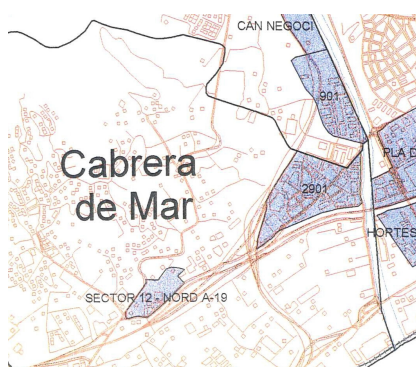 CAN NEGOCI
901
PLA D
Cabrera
de Mar
2901
HORTES
SECTOR 12 - NORD A-19